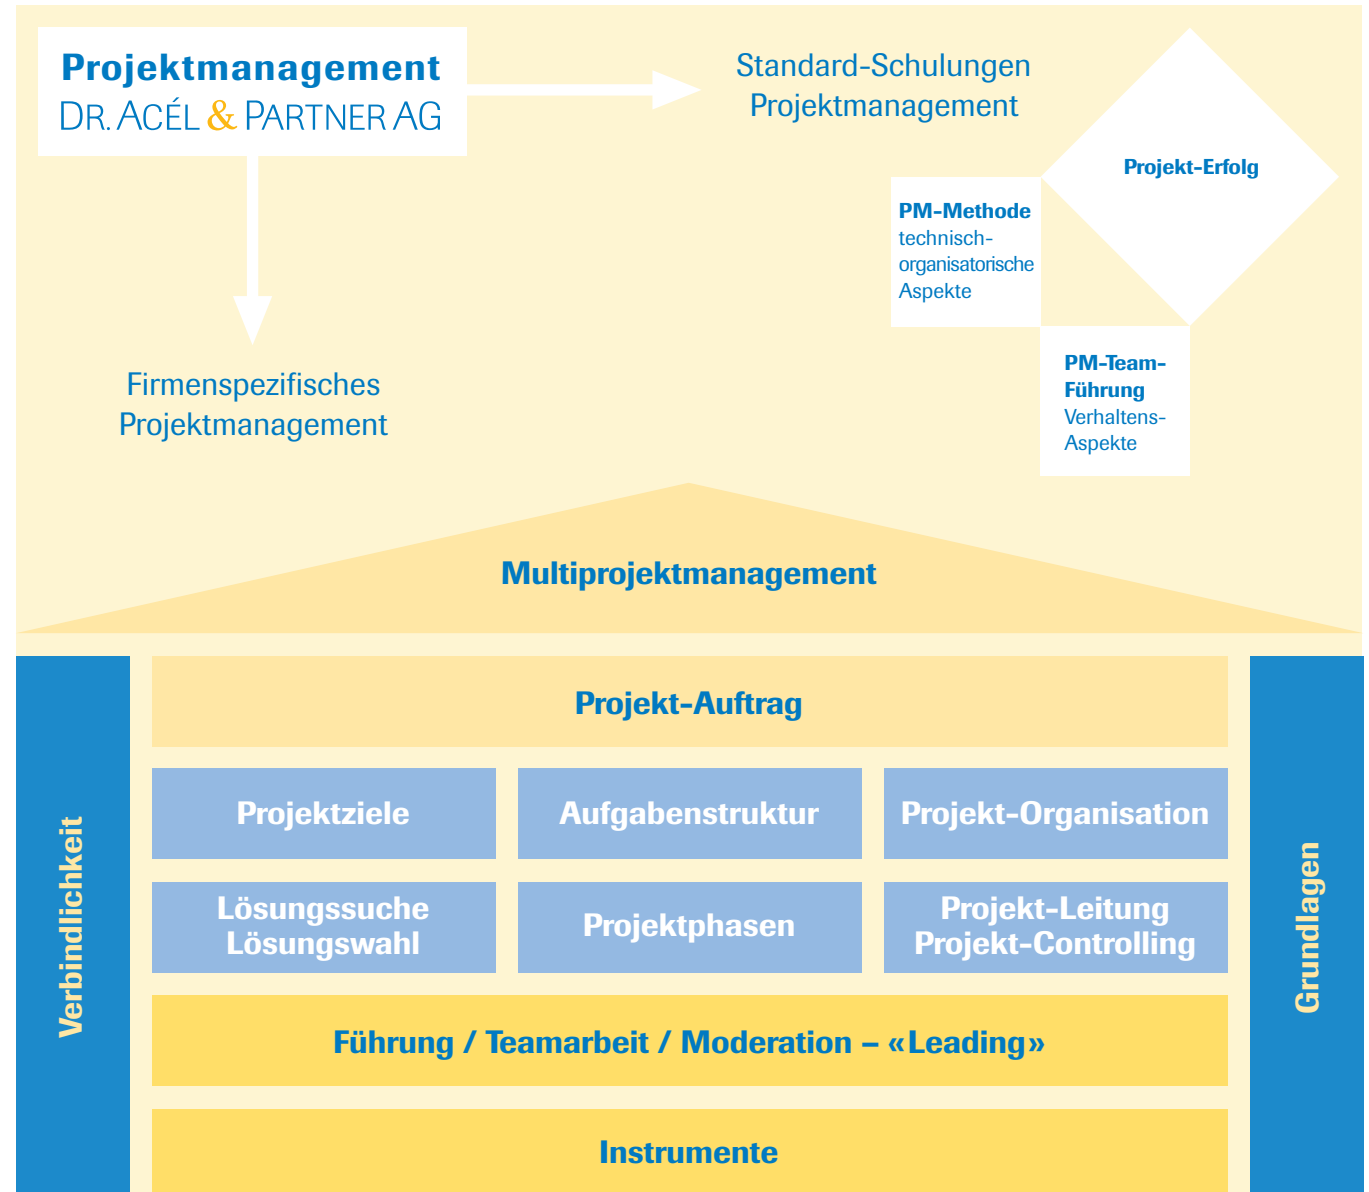 Projektmanagement
DR. ACÉL & PARTNER AG
Standard-Schulungen
Projektmanagement
Projekt-Erfolg
PM-Methode
technisch-
organisatorische
Aspekte
PM-Team-
Führung
Verhaltens-
Aspekte
Firmenspezifisches
Projektmanagement
Multiprojektmanagement
Verbindlichkeit
Projekt-Auftrag
Projektziele
Aufgabenstruktur
Projekt-Organisation
Lösungssuche
Lösungswahl
Projektphasen
Projekt-Leitung
Projekt-Controlling
Führung / Teamarbeit / Moderation – «Leading»
Instrumente
Grundlagen